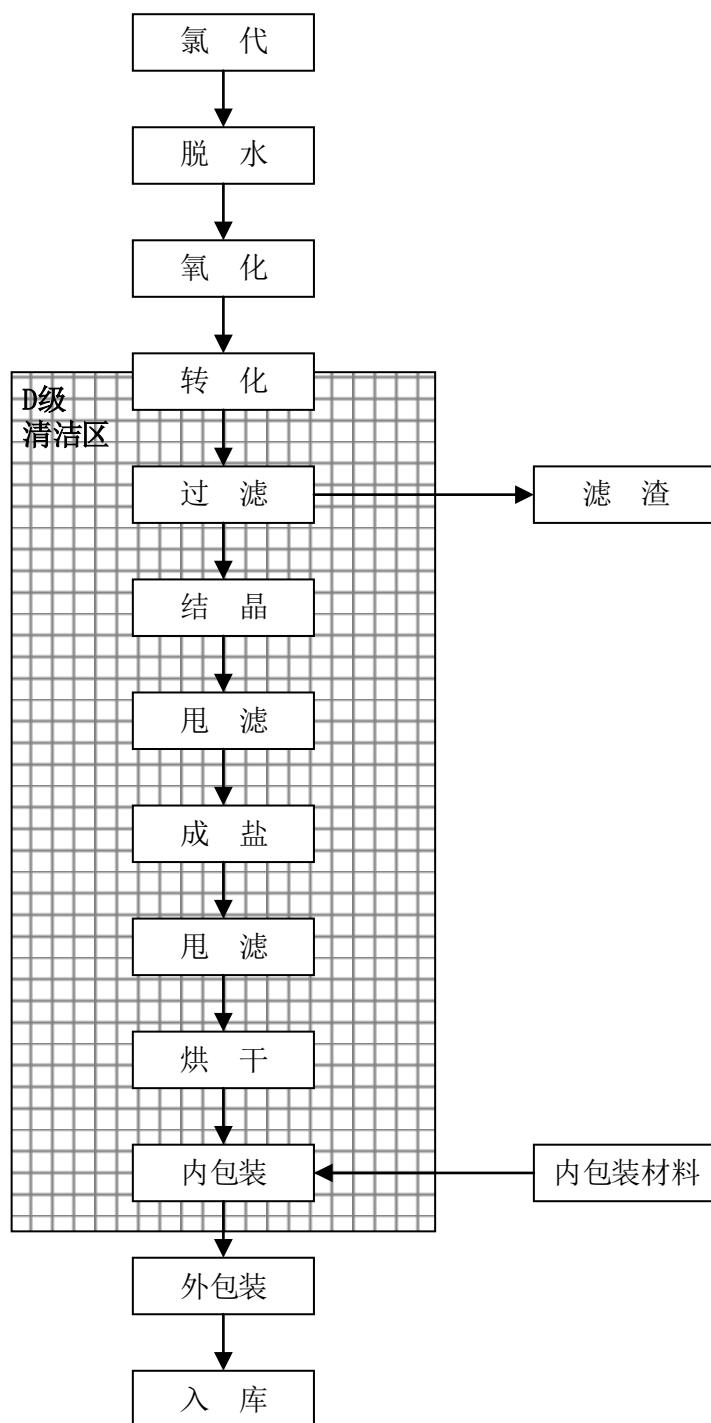 氯 代
脱 水
氧 化
转 化
D级
清洁区
过 滤
滤 渣
结 晶
甩 滤
成 盐
甩 滤
烘 干
内包装
内包装材料
外包装
入 库